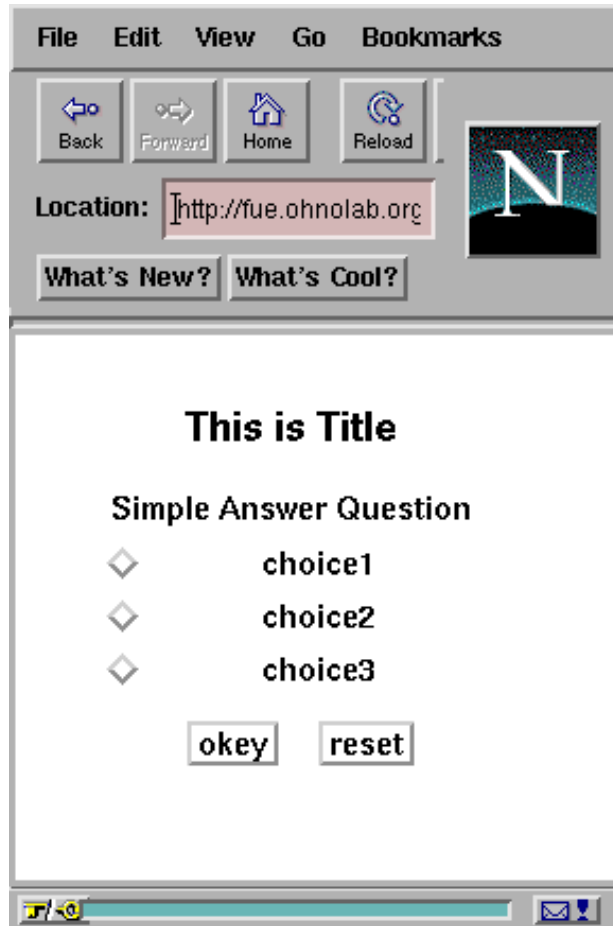 File Edit View Go Bookmarks
Back Forward Home Reload
N
Location: http://fue.ohnolab.org
What's New? What's Cool?
This is Title
Simple Answer Question
choice1
choice2
choice3
okey reset